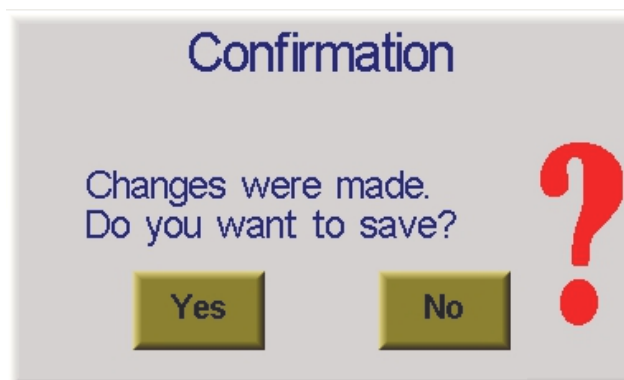 Confirmation
Changes were made.
Do you want to save?
?
Yes No